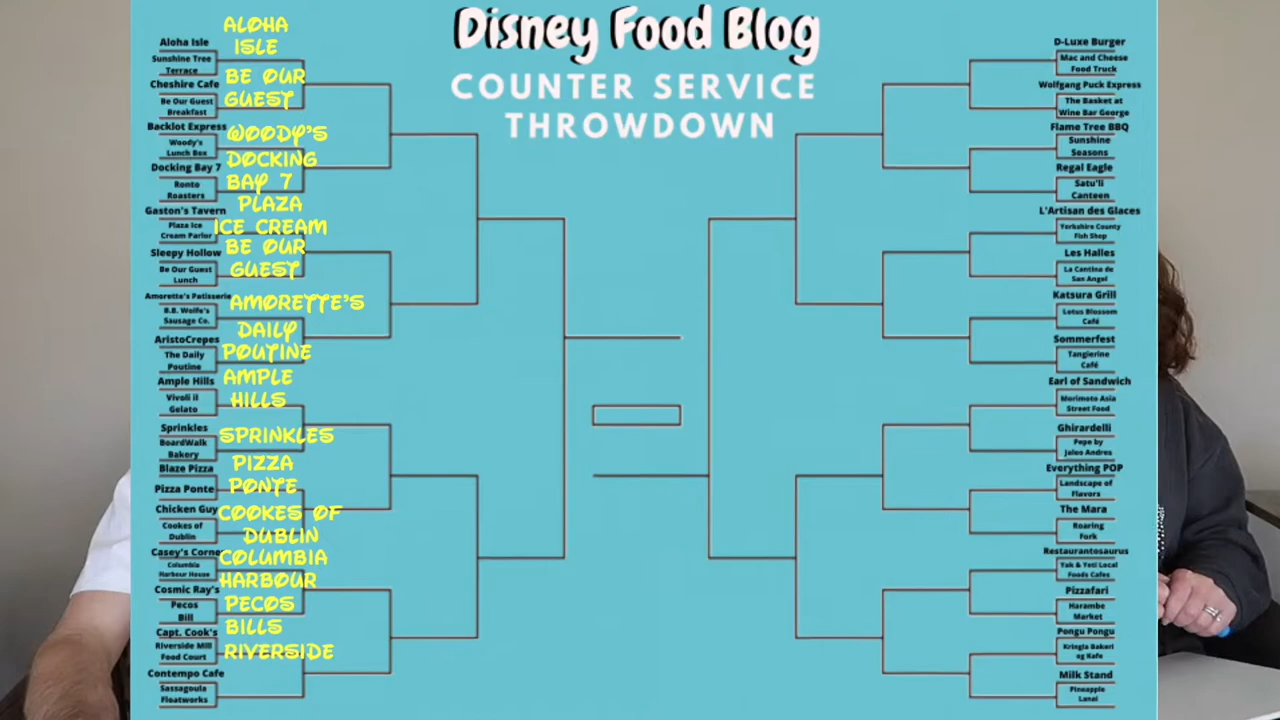 Disney Food Blog
COUNTER SERVICE
THROWDOWN
Aloha Isle
Sunshine Tree
Terrace
Cheshire Cafe
Be Our Guest
Breakfast
Backlot Express
Woody's
Lunch Box
Docking Bay 7
Ronto
Roasters
Gaston's Tavern
Plaza Ice
Cream Parlor
Sleepy Hollow
Be Our Guest
Lunch
Amorette's Patisserie
B.B. Wolfe's
Sausage Co.
AristoCrepes
The Daily
Poutine
Ample Hills
Vivoli il
Gelato
Sprinkles
BoardWalk
Bakery
Blaze Pizza
Pizza Ponte
Chicken Guy
Cookes of
Dublin
Casey's Corne
Columbia
Harbour House
Cosmic Ray's
Pecos
Bill
Capt. Cook's
Riverside Mill
Food Court
Contempo Cafe
Sassagoula
Floatworks
ALOHA
ISLE
BE OUR
GUEST
WOODY'S
DOCKING
BAY 7
PLAZA
ICE CREAM
BE OUR
GUEST
AMORETTE'S
DAILY
POUTINE
AMPLE
HILLS
SPRINKLES
PIZZA
PONTE
COOKES OF
DUBLIN
COLUMBIA
HARBOUR
PECOS
BILLS
RIVERSIDE
D-Luxe Burger
Mac and Cheese
Food Truck
Wolfgang Puck Express
The Basket at
Wine Bar George
Flame Tree BBQ
Sunshine
Seasons
Regal Eagle
Satu'li
Canteen
L'Artisan des Glaces
Yorkshire County
Fish Shop
Les Halles
La Cantina de
San Angel
Katsura Grill
Lotus Blossom
Café
Sommerfest
Tangierine
Café
Earl of Sandwich
Morimoto Asia
Street Food
Ghirardelli
Pepe by
Jaleo Andres
Everything POP
Landscape of
Flavors
The Mara
Roaring
Fork
Restaurantosaurus
Yak & Yeti Local
Foods Cafes
Pizzafari
Harambe
Market
Pongu Pongu
Kringla Bakeri
og Kafe
Milk Stand
Pineapple
Lanai